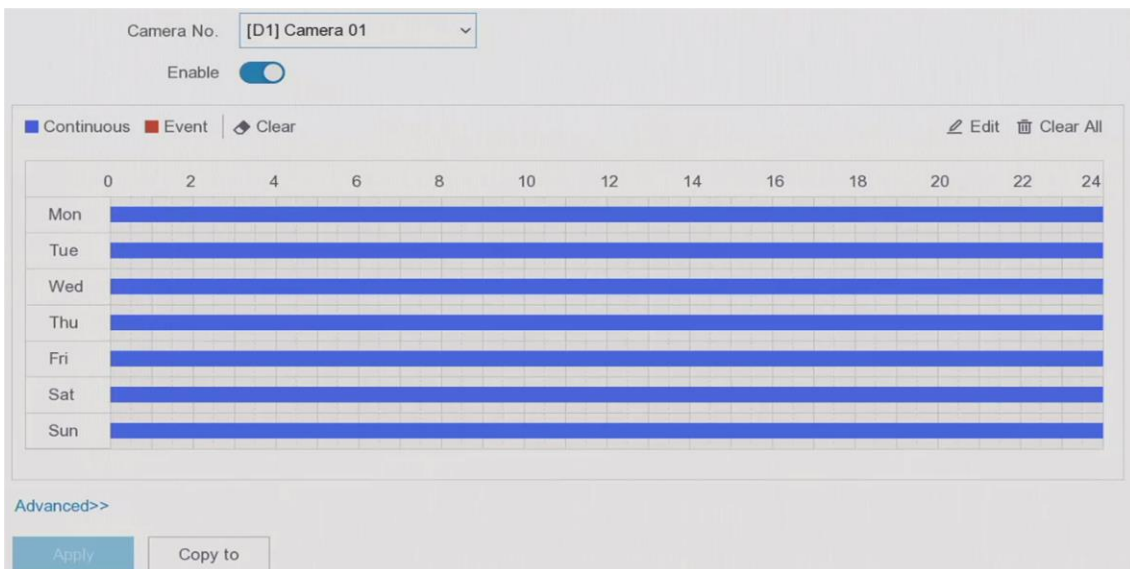 Camera No. [D1] Camera 01
Enable
Continuous Event Clear Edit Clear All
0 2 4 6 8 10 12 14 16 18 20 22 24
Mon
Tue
Wed
Thu
Fri
Sat
Sun
Advanced>>
Apply Copy to